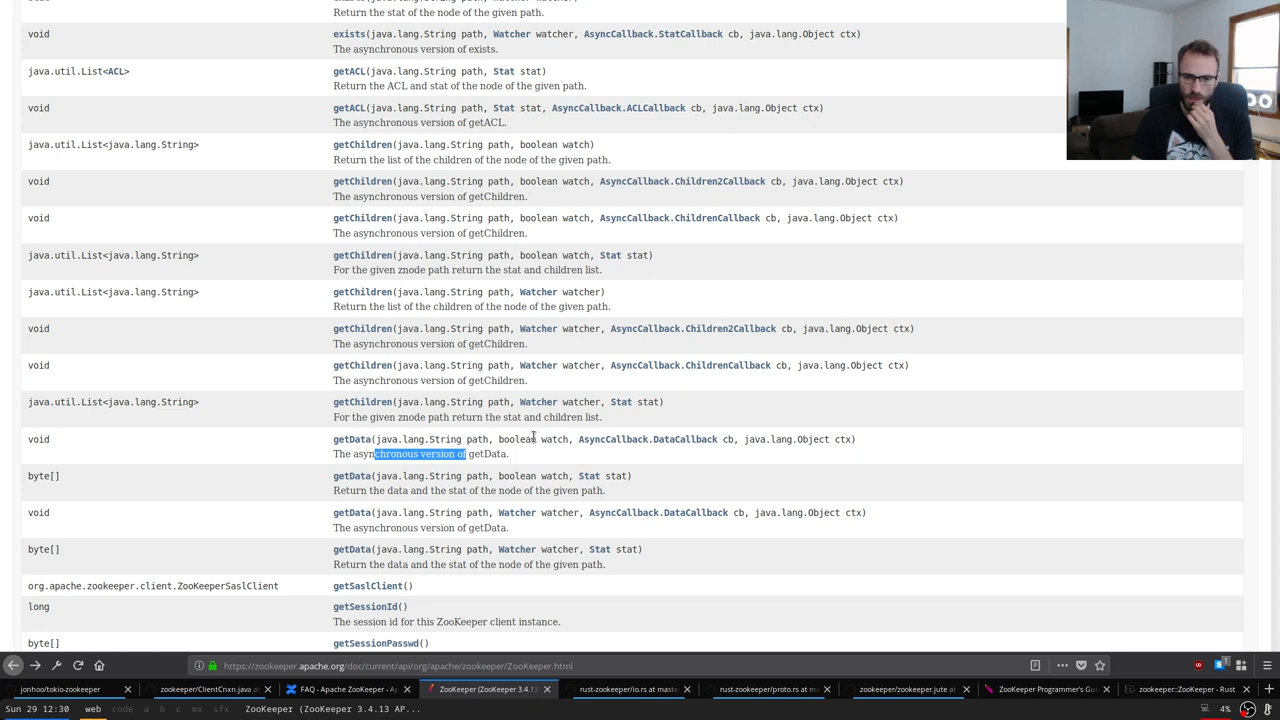 Return the stat of the node of the given path.
void exists(java.lang.String path, Watcher watcher, AsyncCallback.StatCallback cb, java.lang.Object ctx)
The asynchronous version of exists.
java.util.List<ACL> getACL(java.lang.String path, Stat stat)
Return the ACL and stat of the node of the given path.
void getACL(java.lang.String path, Stat stat, AsyncCallback.ACLCallback cb, java.lang.Object ctx)
The asynchronous version of getACL.
java.util.List<java.lang.String> getChildren(java.lang.String path, boolean watch)
Return the list of the children of the node of the given path.
void getChildren(java.lang.String path, boolean watch, AsyncCallback.Children2Callback cb, java.lang.Object ctx)
The asynchronous version of getChildren.
void getChildren(java.lang.String path, boolean watch, AsyncCallback.ChildrenCallback cb, java.lang.Object ctx)
The asynchronous version of getChildren.
java.util.List<java.lang.String> getChildren(java.lang.String path, boolean watch, Stat stat)
For the given znode path return the stat and children list.
java.util.List<java.lang.String> getChildren(java.lang.String path, Watcher watcher)
Return the list of the children of the node of the given path.
void getChildren(java.lang.String path, Watcher watcher, AsyncCallback.Children2Callback cb, java.lang.Object ctx)
The asynchronous version of getChildren.
void getChildren(java.lang.String path, Watcher watcher, AsyncCallback.ChildrenCallback cb, java.lang.Object ctx)
The asynchronous version of getChildren.
java.util.List<java.lang.String> getChildren(java.lang.String path, Watcher watcher, Stat stat)
For the given znode path return the stat and children list.
void getData(java.lang.String path, boolean watch, AsyncCallback.DataCallback cb, java.lang.Object ctx)
The asynchronous version of getData.
byte[] getData(java.lang.String path, boolean watch, Stat stat)
Return the data and the stat of the node of the given path.
void getData(java.lang.String path, Watcher watcher, AsyncCallback.DataCallback cb, java.lang.Object ctx)
The asynchronous version of getData.
byte[] getData(java.lang.String path, Watcher watcher, Stat stat)
Return the data and the stat of the node of the given path.
org.apache.zookeeper.client.ZooKeeperSaslClient getSaslClient()
long getSessionId()
The session id for this ZooKeeper client instance.
byte[] getSessionPasswd()
https://zookeeper.apache.org/doc/current/api/org/apache/zookeeper/ZooKeeper.html
jonhoo/tokio-zookeeper zookeeper/ClientCnxn.java a FAQ - Apache ZooKeeper - A ZooKeeper (ZooKeeper 3.4.13 rust-zookeeper/io.rs at maste rust-zookeeper/proto.rs at m zookeeper/zookeeper.jute at ZooKeeper Programmer's Gu zookeeper::ZooKeeper - Rust
Sun 29 12:30 web code a b c mx sfx ZooKeeper (ZooKeeper 3.4.13 AP... 4%